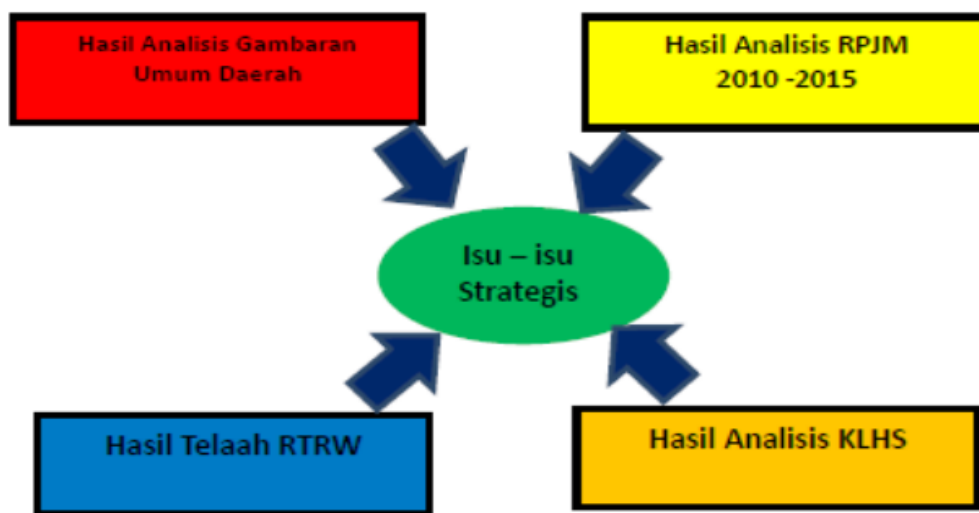 Hasil Analisis Gambaran
Umum Daerah
Hasil Analisis RPJM
2010 -2015
Isu – isu
Strategis
Hasil Telaah RTRW
Hasil Analisis KLHS